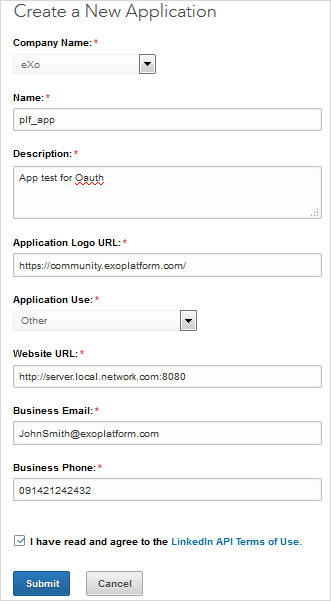 Create a New Application
Company Name: *
eXo
Name: *
plf_app
Description: *
App test for Oauth
Application Logo URL: *
https://community.exoplatform.com/
Application Use: *
Other
Website URL: *
http://server.local.network.com:8080
Business Email: *
JohnSmith@exoplatform.com
Business Phone: *
091421242432
I have read and agree to the LinkedIn API Terms of Use.
Submit Cancel